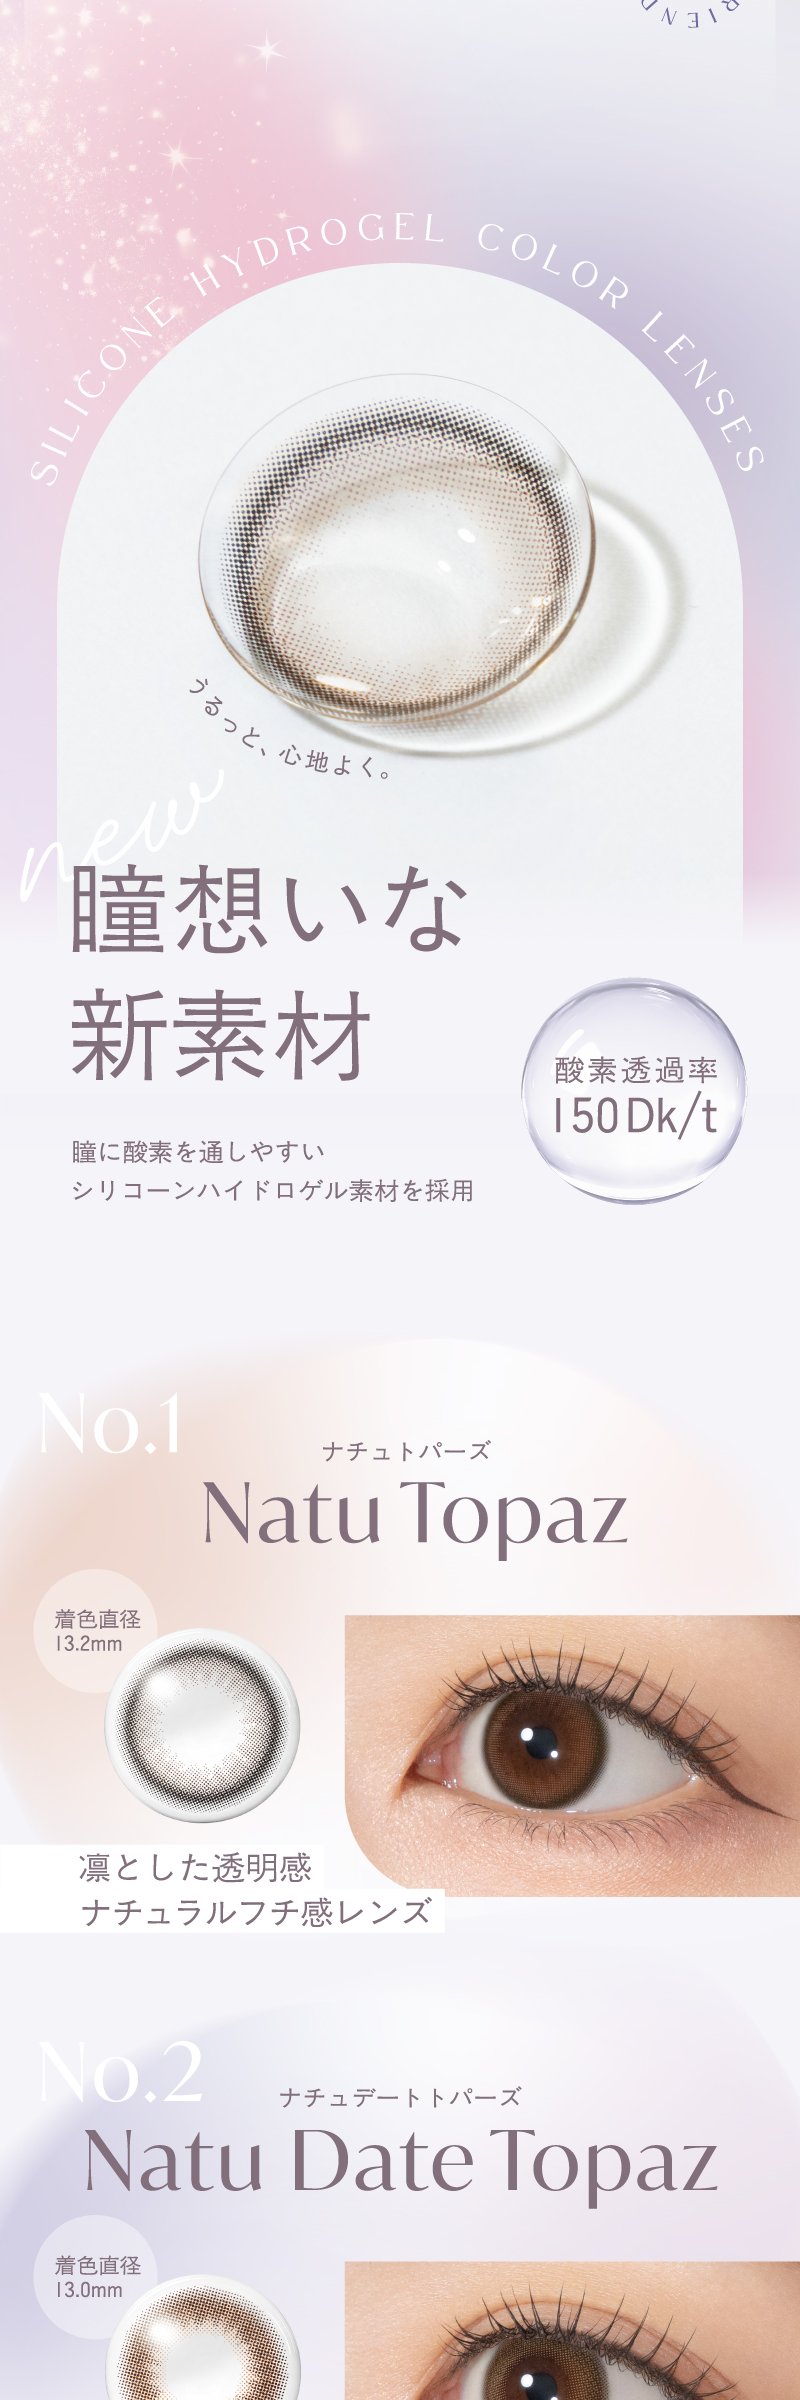 SILICONE HYDROGEL COLOR LENSES
うるっと、心地よく。
new
瞳想いな
新素材
酸素透過率
150Dk/t
瞳に酸素を通しやすい
シリコーンハイドロゲル素材を採用
No.1
ナチュトパーズ
Natu Topaz
着色直径
13.2mm
凛とした透明感
ナチュラルフチ感レンズ
No.2
ナチュデートトパーズ
Natu Date Topaz
着色直径
13.0mm